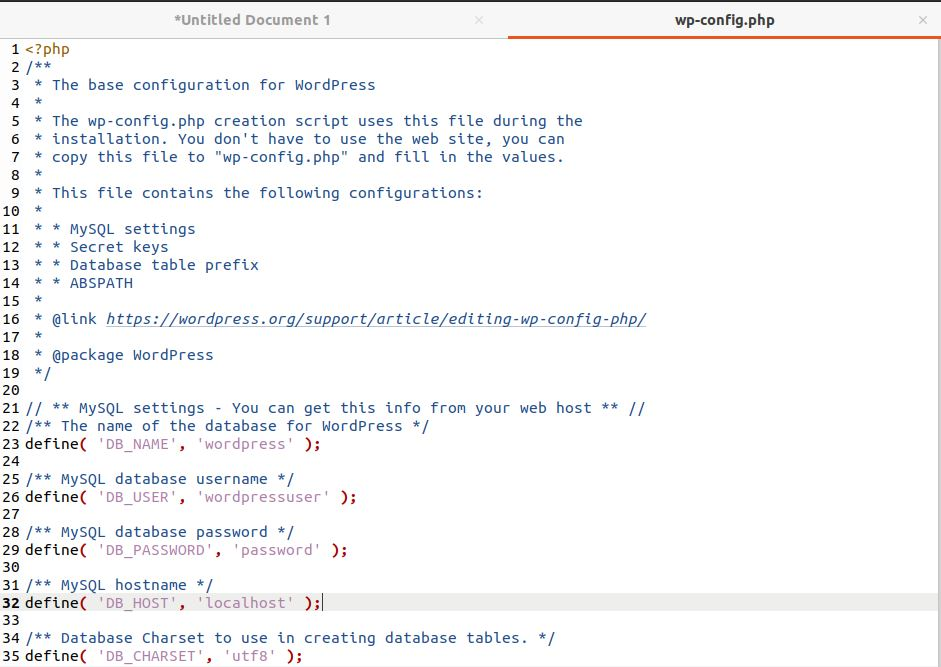 *Untitled Document 1 × wp-config.php ×
1 <?php
2 /**
3  * The base configuration for WordPress
4  *
5  * The wp-config.php creation script uses this file during the
6  * installation. You don't have to use the web site, you can
7  * copy this file to "wp-config.php" and fill in the values.
8  *
9  * This file contains the following configurations:
10  *
11  * * MySQL settings
12  * * Secret keys
13  * * Database table prefix
14  * * ABSPATH
15  *
16  * @link https://wordpress.org/support/article/editing-wp-config-php/
17  *
18  * @package WordPress
19  */
20
21 // ** MySQL settings - You can get this info from your web host ** //
22 /** The name of the database for WordPress */
23 define( 'DB_NAME', 'wordpress' );
24
25 /** MySQL database username */
26 define( 'DB_USER', 'wordpressuser' );
27
28 /** MySQL database password */
29 define( 'DB_PASSWORD', 'password' );
30
31 /** MySQL hostname */
32 define( 'DB_HOST', 'localhost' );
33
34 /** Database Charset to use in creating database tables. */
35 define( 'DB_CHARSET', 'utf8' );